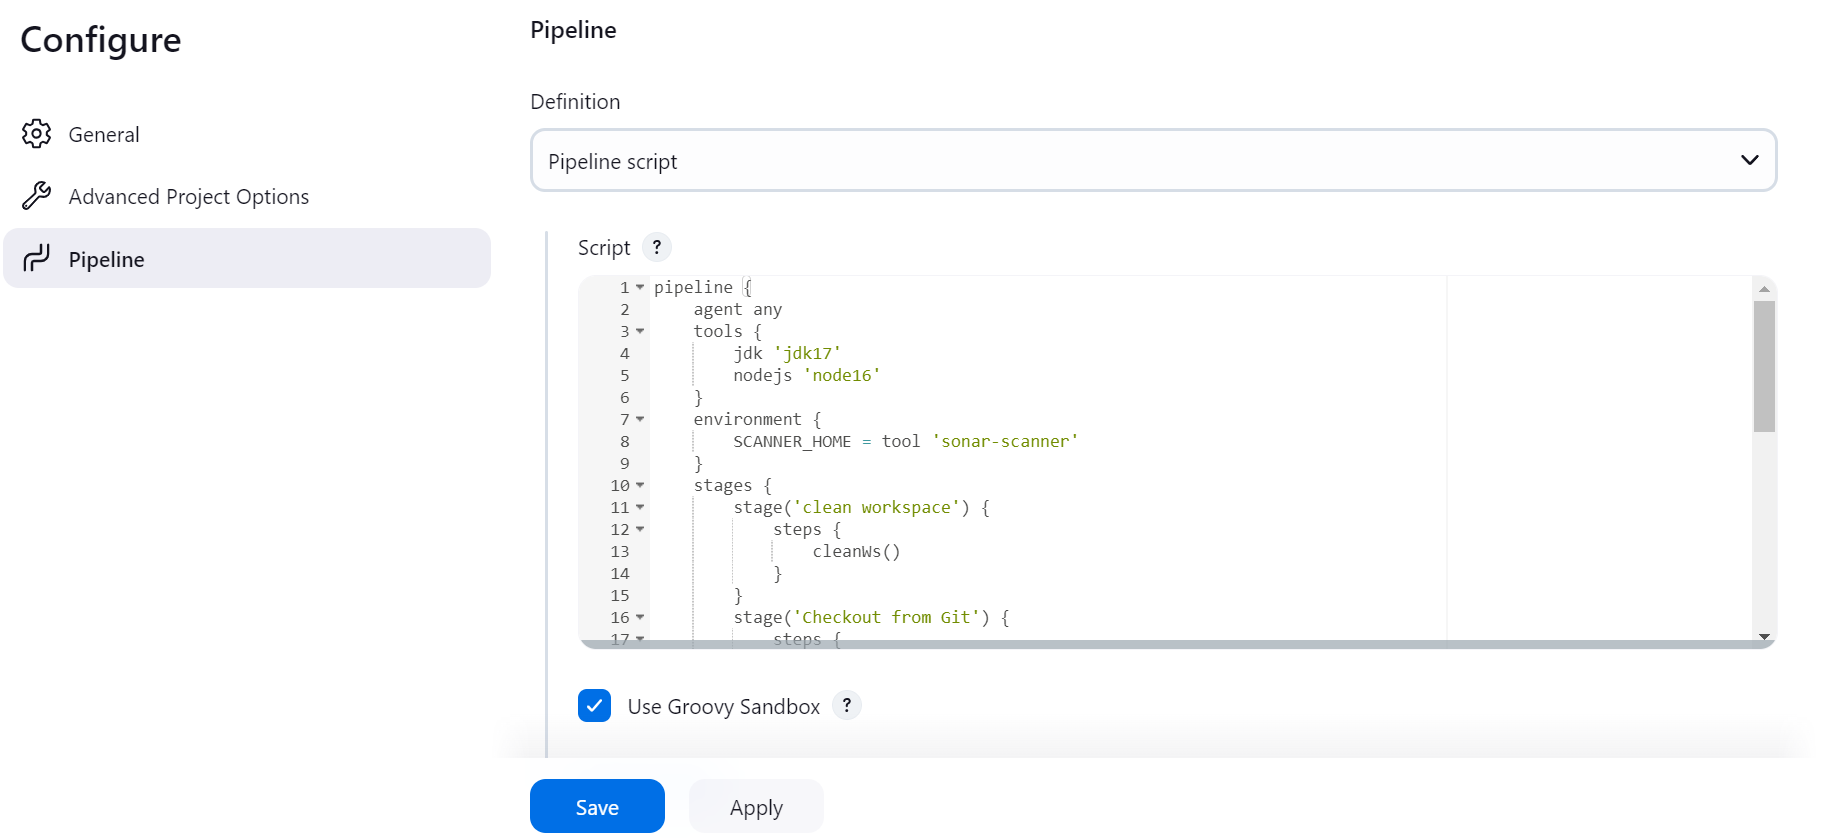 Configure
General
Advanced Project Options
Pipeline
Pipeline
Definition
Pipeline script
Script ?
1 pipeline {
2     agent any
3     tools {
4         jdk 'jdk17'
5         nodejs 'node16'
6     }
7     environment {
8         SCANNER_HOME = tool 'sonar-scanner'
9     }
10     stages {
11         stage('clean workspace') {
12             steps {
13                 cleanWs()
14             }
15         }
16         stage('Checkout from Git') {
17             steps {
Use Groovy Sandbox ?
Save
Apply